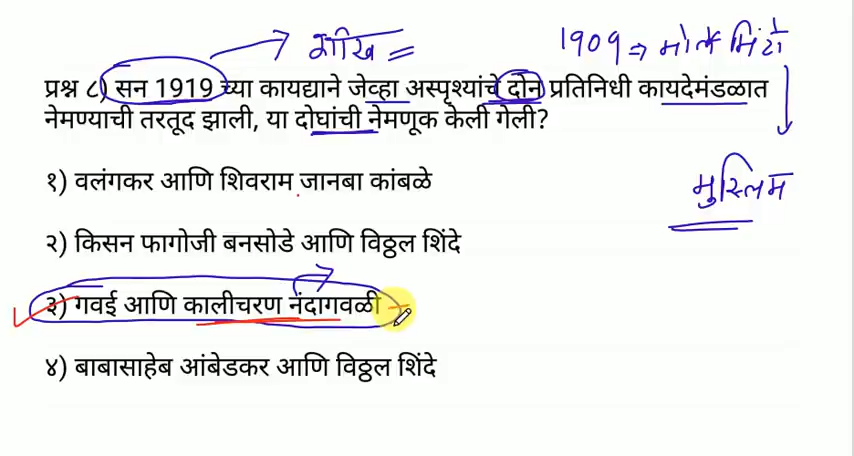 शीख 1909 ⇒ मोर्ले मिंटो
प्रश्न ८) सन 1919 च्या कायद्याने जेव्हा अस्पृश्यांचे दोन प्रतिनिधी कायदेमंडळात
नेमण्याची तरतूद झाली, या दोघांची नेमणूक केली गेली?
१) वलंगकर आणि शिवराम जानबा कांबळे
मुस्लिम
२) किसन फागोजी बनसोडे आणि विठ्ठल शिंदे
३) गवई आणि कालीचरण नंदागवळी
४) बाबासाहेब आंबेडकर आणि विठ्ठल शिंदे